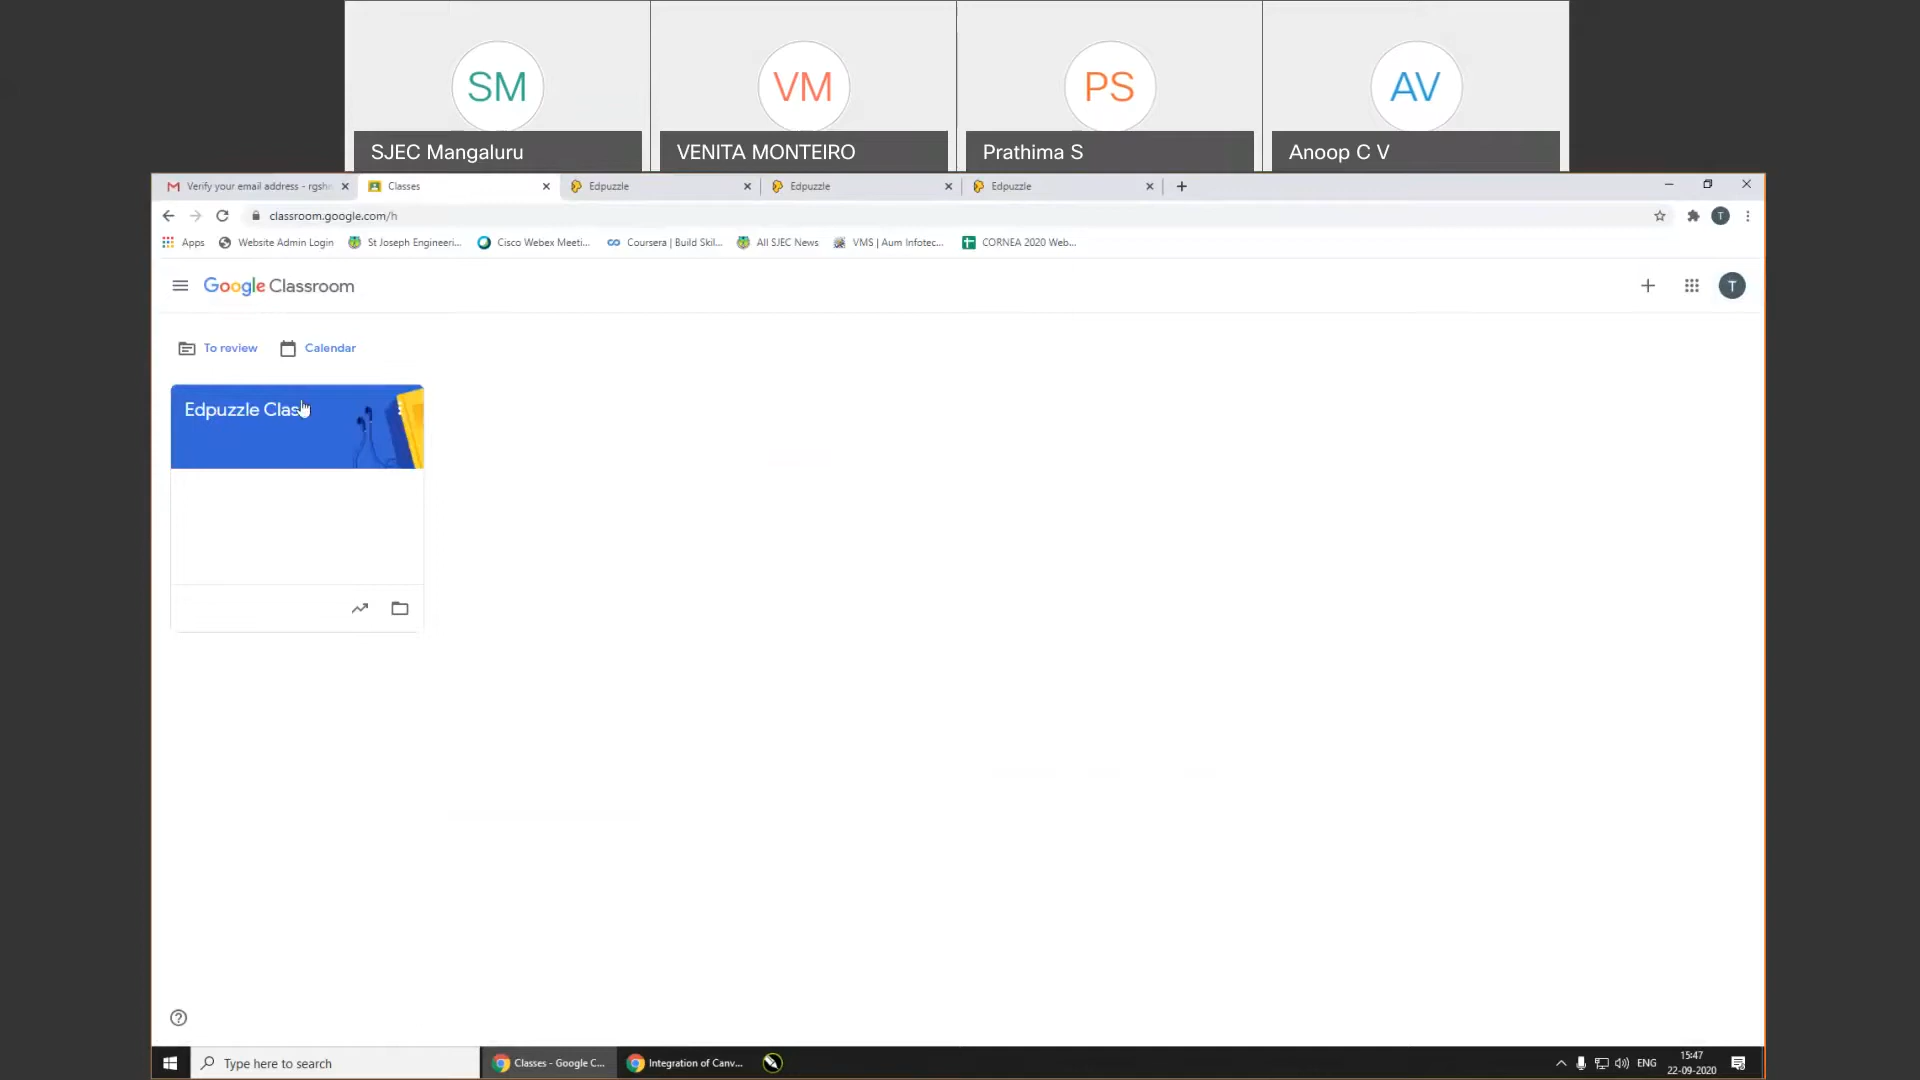 SM
VM
PS
AV
SJEC Mangaluru
VENITA MONTEIRO
Prathima S
Anoop C V
Verify your email address - rgsh
Classes
Edpuzzle
Edpuzzle
Edpuzzle
classroom.google.com/h
T
Apps
Website Admin Login
St Joseph Engineeri...
Cisco Webex Meeti...
Coursera | Build Skil...
All SJEC News
VMS | Aum Infotec...
CORNEA 2020 Web...
Google Classroom
T
To review
Calendar
Edpuzzle Clas
Type here to search
Classes - Google C...
Integration of Canv...
ENG
15:47
22-09-2020